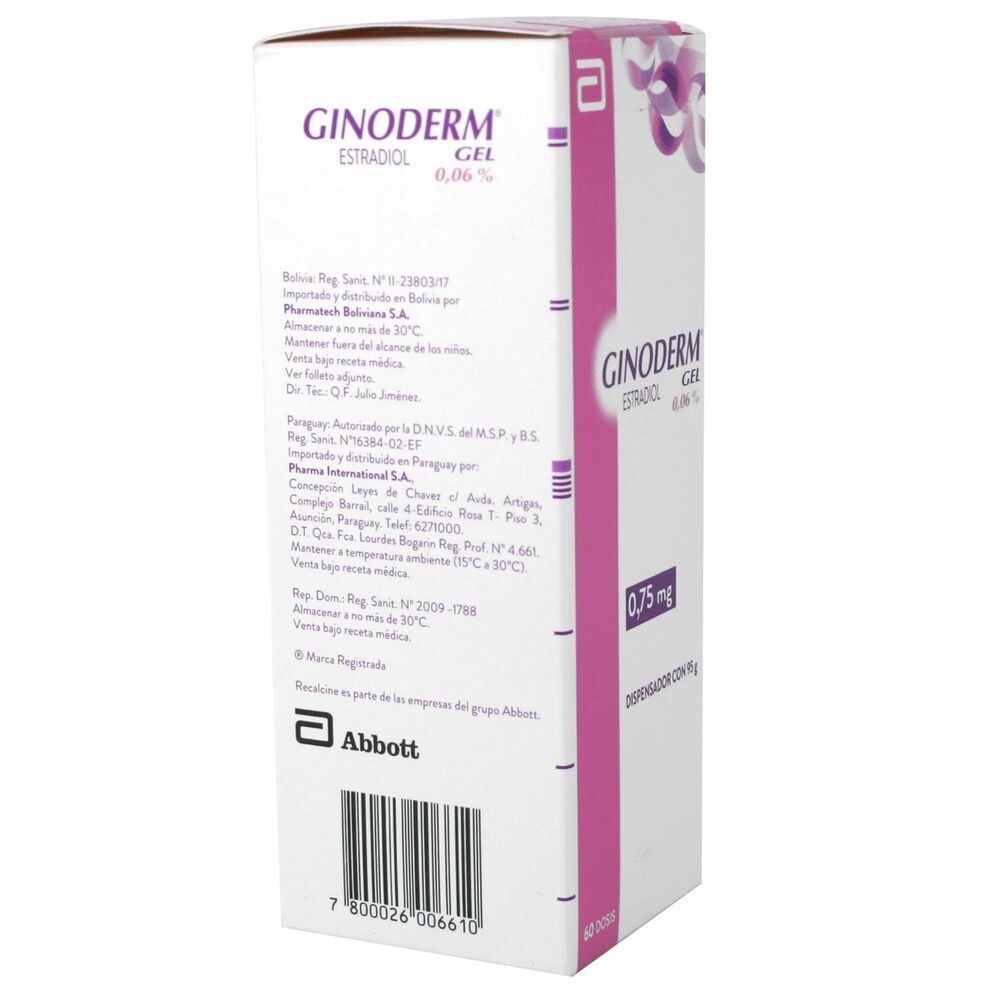 GINODERM®
ESTRADIOL GEL
0,06 %
Bolivia: Reg. Sanit. N° II-23803/17
Importado y distribuido en Bolivia por
Pharmatech Boliviana S.A.
Almacenar a no más de 30°C.
Mantener fuera del alcance de los niños.
Venta bajo receta médica.
Ver folleto adjunto.
Dir. Téc.: Q.F. Julio Jiménez.
Paraguay: Autorizado por la D.N.V.S. del M.S.P. y B.S.
Reg. Sanit. N°16384-02-EF
Importado y distribuido en Paraguay por:
Pharma International S.A.,
Concepción Leyes de Chavez c/ Avda. Artigas,
Complejo Barrail, calle 4-Edificio Rosa T- Piso 3,
Asunción, Paraguay. Telef: 6271000.
D.T. Qca. Fca. Lourdes Bogarin Reg. Prof. N° 4.661.
Mantener a temperatura ambiente (15°C a 30°C).
Venta bajo receta médica.
Rep. Dom.: Reg. Sanit. N° 2009 -1788
Almacenar a no más de 30°C.
Venta bajo receta médica.
® Marca Registrada
Recalcine es parte de las empresas del grupo Abbott.
Abbott
7 800026 006610
GINODERM®
GEL
ESTRADIOL
0,06 %
0,75 mg
DISPENSADOR CON 95 g
60 DOSIS